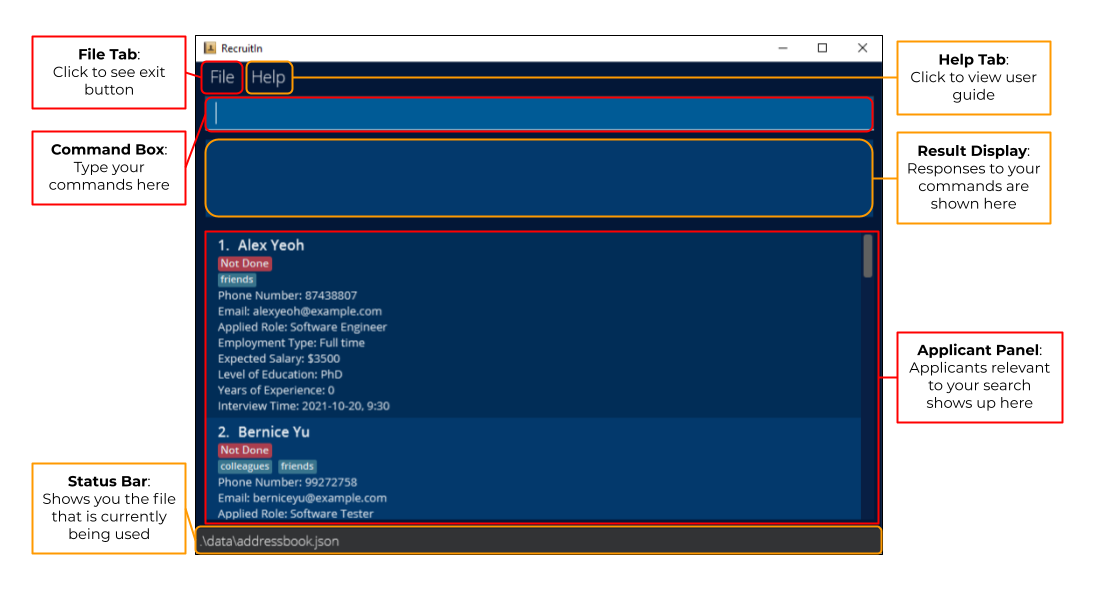 File Tab:
Click to see exit
button
Command Box:
Type your
commands here
Status Bar:
Shows you the file
that is currently
being used
RecruitIn
File Help
1. Alex Yeoh
Not Done
friends
Phone Number: 87438807
Email: alexyeoh@example.com
Applied Role: Software Engineer
Employment Type: Full time
Expected Salary: $3500
Level of Education: PhD
Years of Experience: 0
Interview Time: 2021-10-20, 9:30
2. Bernice Yu
Not Done
colleagues friends
Phone Number: 99272758
Email: berniceyu@example.com
Applied Role: Software Tester
.\data\addressbook.json
Help Tab:
Click to view user
guide
Result Display:
Responses to your
commands are
shown here
Applicant Panel:
Applicants relevant
to your search
shows up here